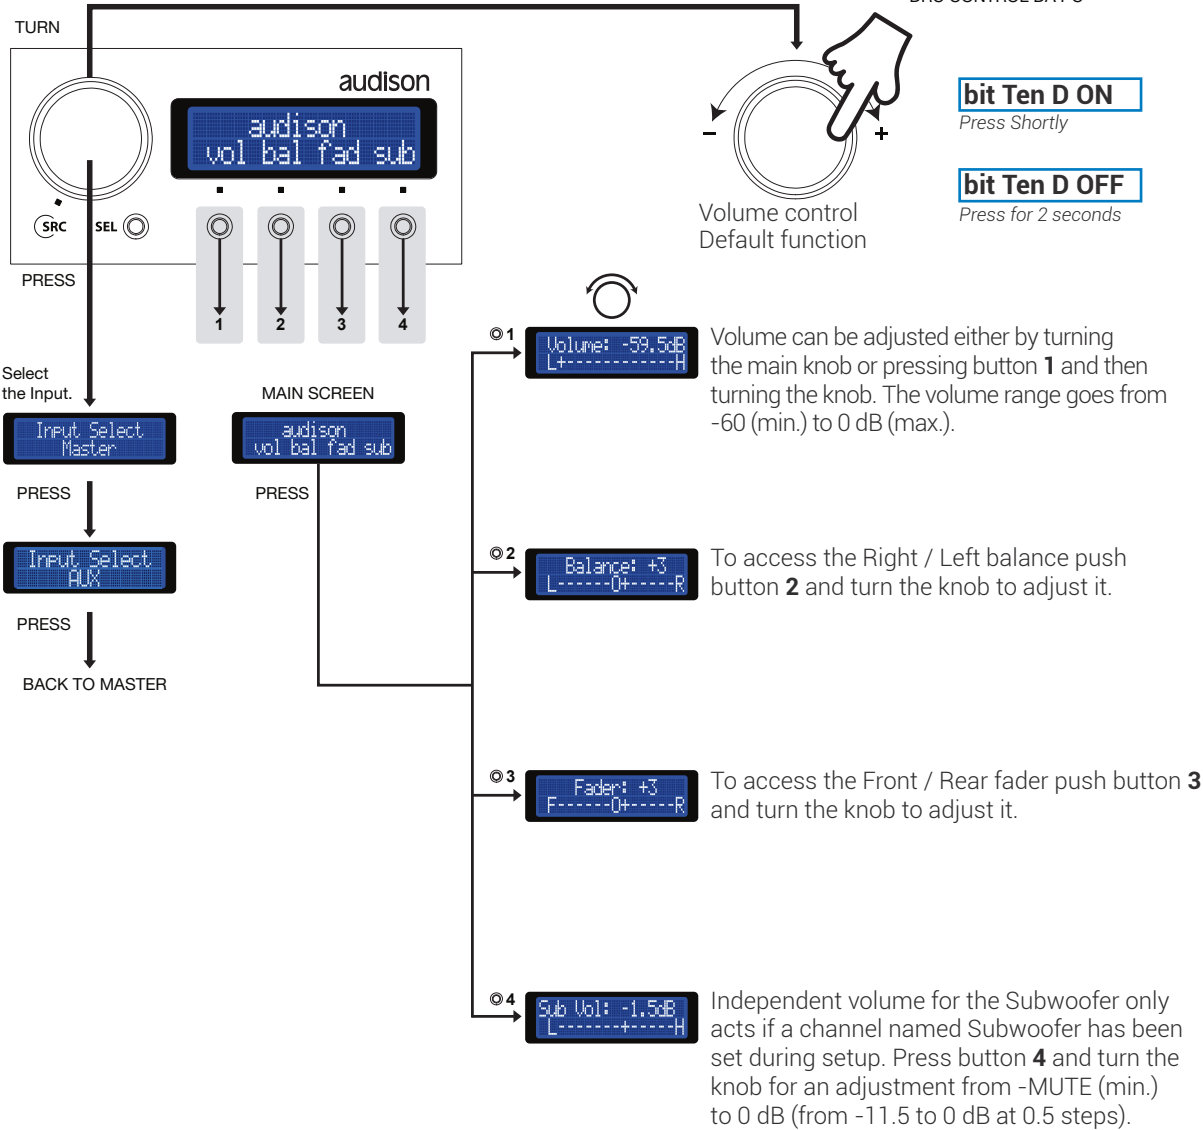 TURN
audison
audison
vol bal fad sub
SRC
SEL
PRESS
1
2
3
4
- +
Volume control
Default function
bit Ten D ON
Press Shortly
bit Ten D OFF
Press for 2 seconds
Select
the Input.
Input Select
Master
PRESS
Input Select
AUX
PRESS
BACK TO MASTER
MAIN SCREEN
audison
vol bal fad sub
PRESS
1
Volume: -59.5dB
L+------------H
Volume can be adjusted either by turning
the main knob or pressing button 1 and then
turning the knob. The volume range goes from
-60 (min.) to 0 dB (max.).
2
Balance: +3
L------0+-----R
To access the Right / Left balance push
button 2 and turn the knob to adjust it.
3
Fader: +3
F------0+-----R
To access the Front / Rear fader push button 3
and turn the knob to adjust it.
4
Sub Vol: -1.5dB
L-------+-----H
Independent volume for the Subwoofer only
acts if a channel named Subwoofer has been
set during setup. Press button 4 and turn the
knob for an adjustment from -MUTE (min.)
to 0 dB (from -11.5 to 0 dB at 0.5 steps).